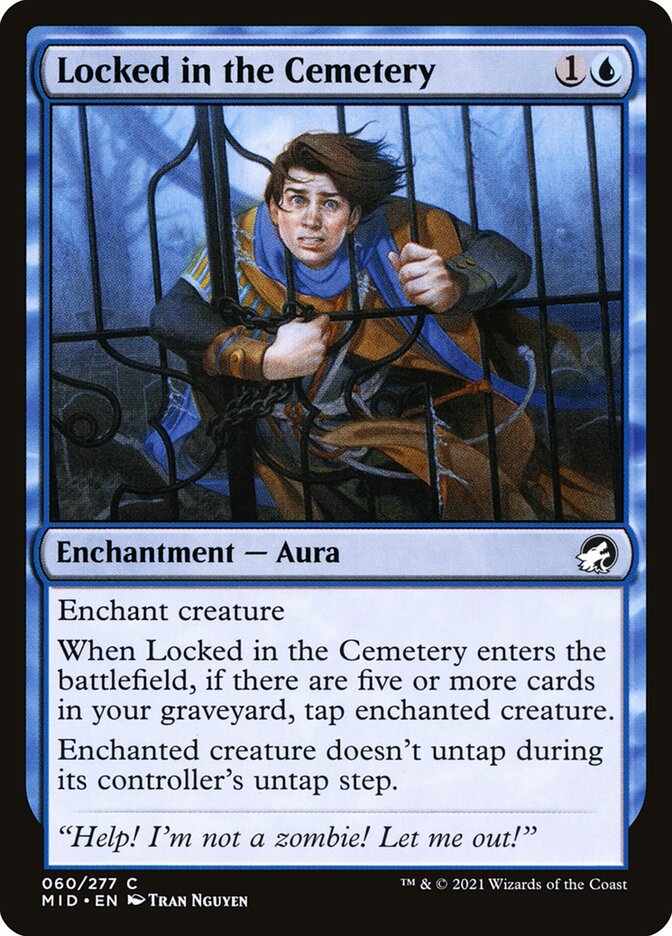 Locked in the Cemetery 1
Enchantment — Aura
Enchant creature
When Locked in the Cemetery enters the
battlefield, if there are five or more cards
in your graveyard, tap enchanted creature.
Enchanted creature doesn't untap during
its controller's untap step.
"Help! I'm not a zombie! Let me out!"
060/277 C
MID • EN Tran Nguyen
™ & © 2021 Wizards of the Coast